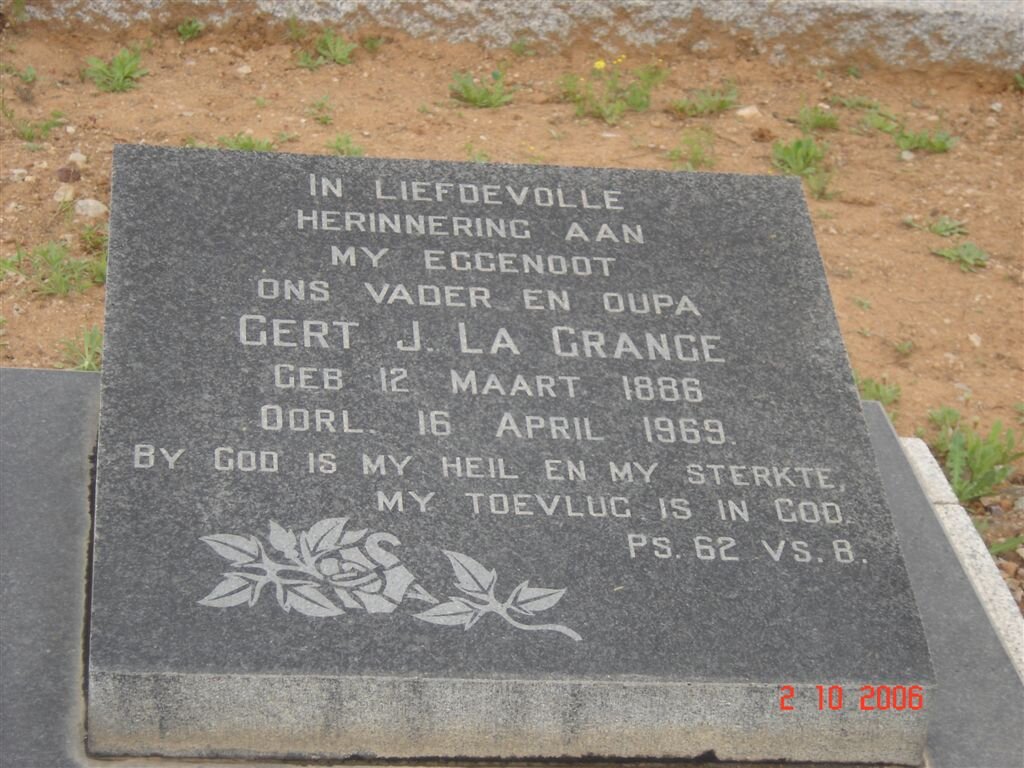 IN LIEFDEVOLLE
HERINNERING AAN
MY EGGENOOT
ONS VADER EN OUPA
GERT J. LA GRANGE
GEB 12 MAART 1886
OORL. 16 APRIL 1969.
BY GOD IS MY HEIL EN MY STERKTE,
MY TOEVLUG IS IN GOD.
PS. 62 VS. 8.
2 10 2006